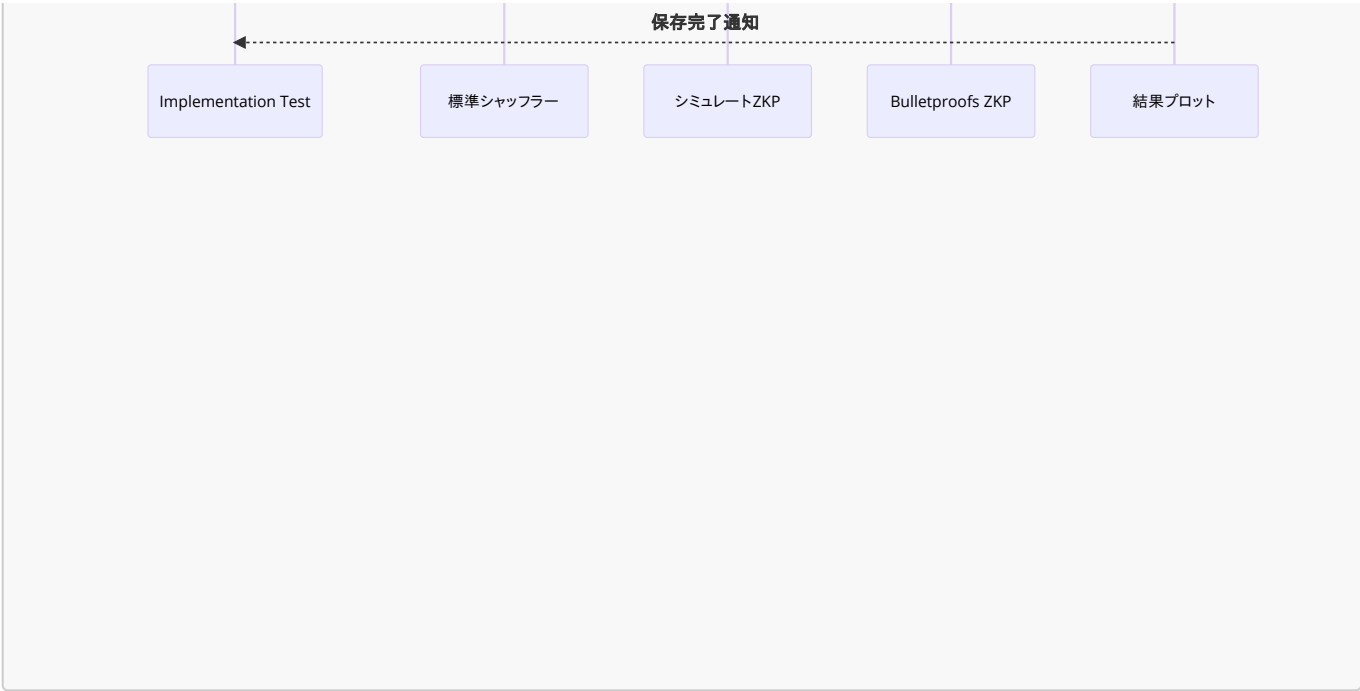 保存完了通知
Implementation Test
標準シャッフラー
シミュレートZKP
Bulletproofs ZKP
結果プロット